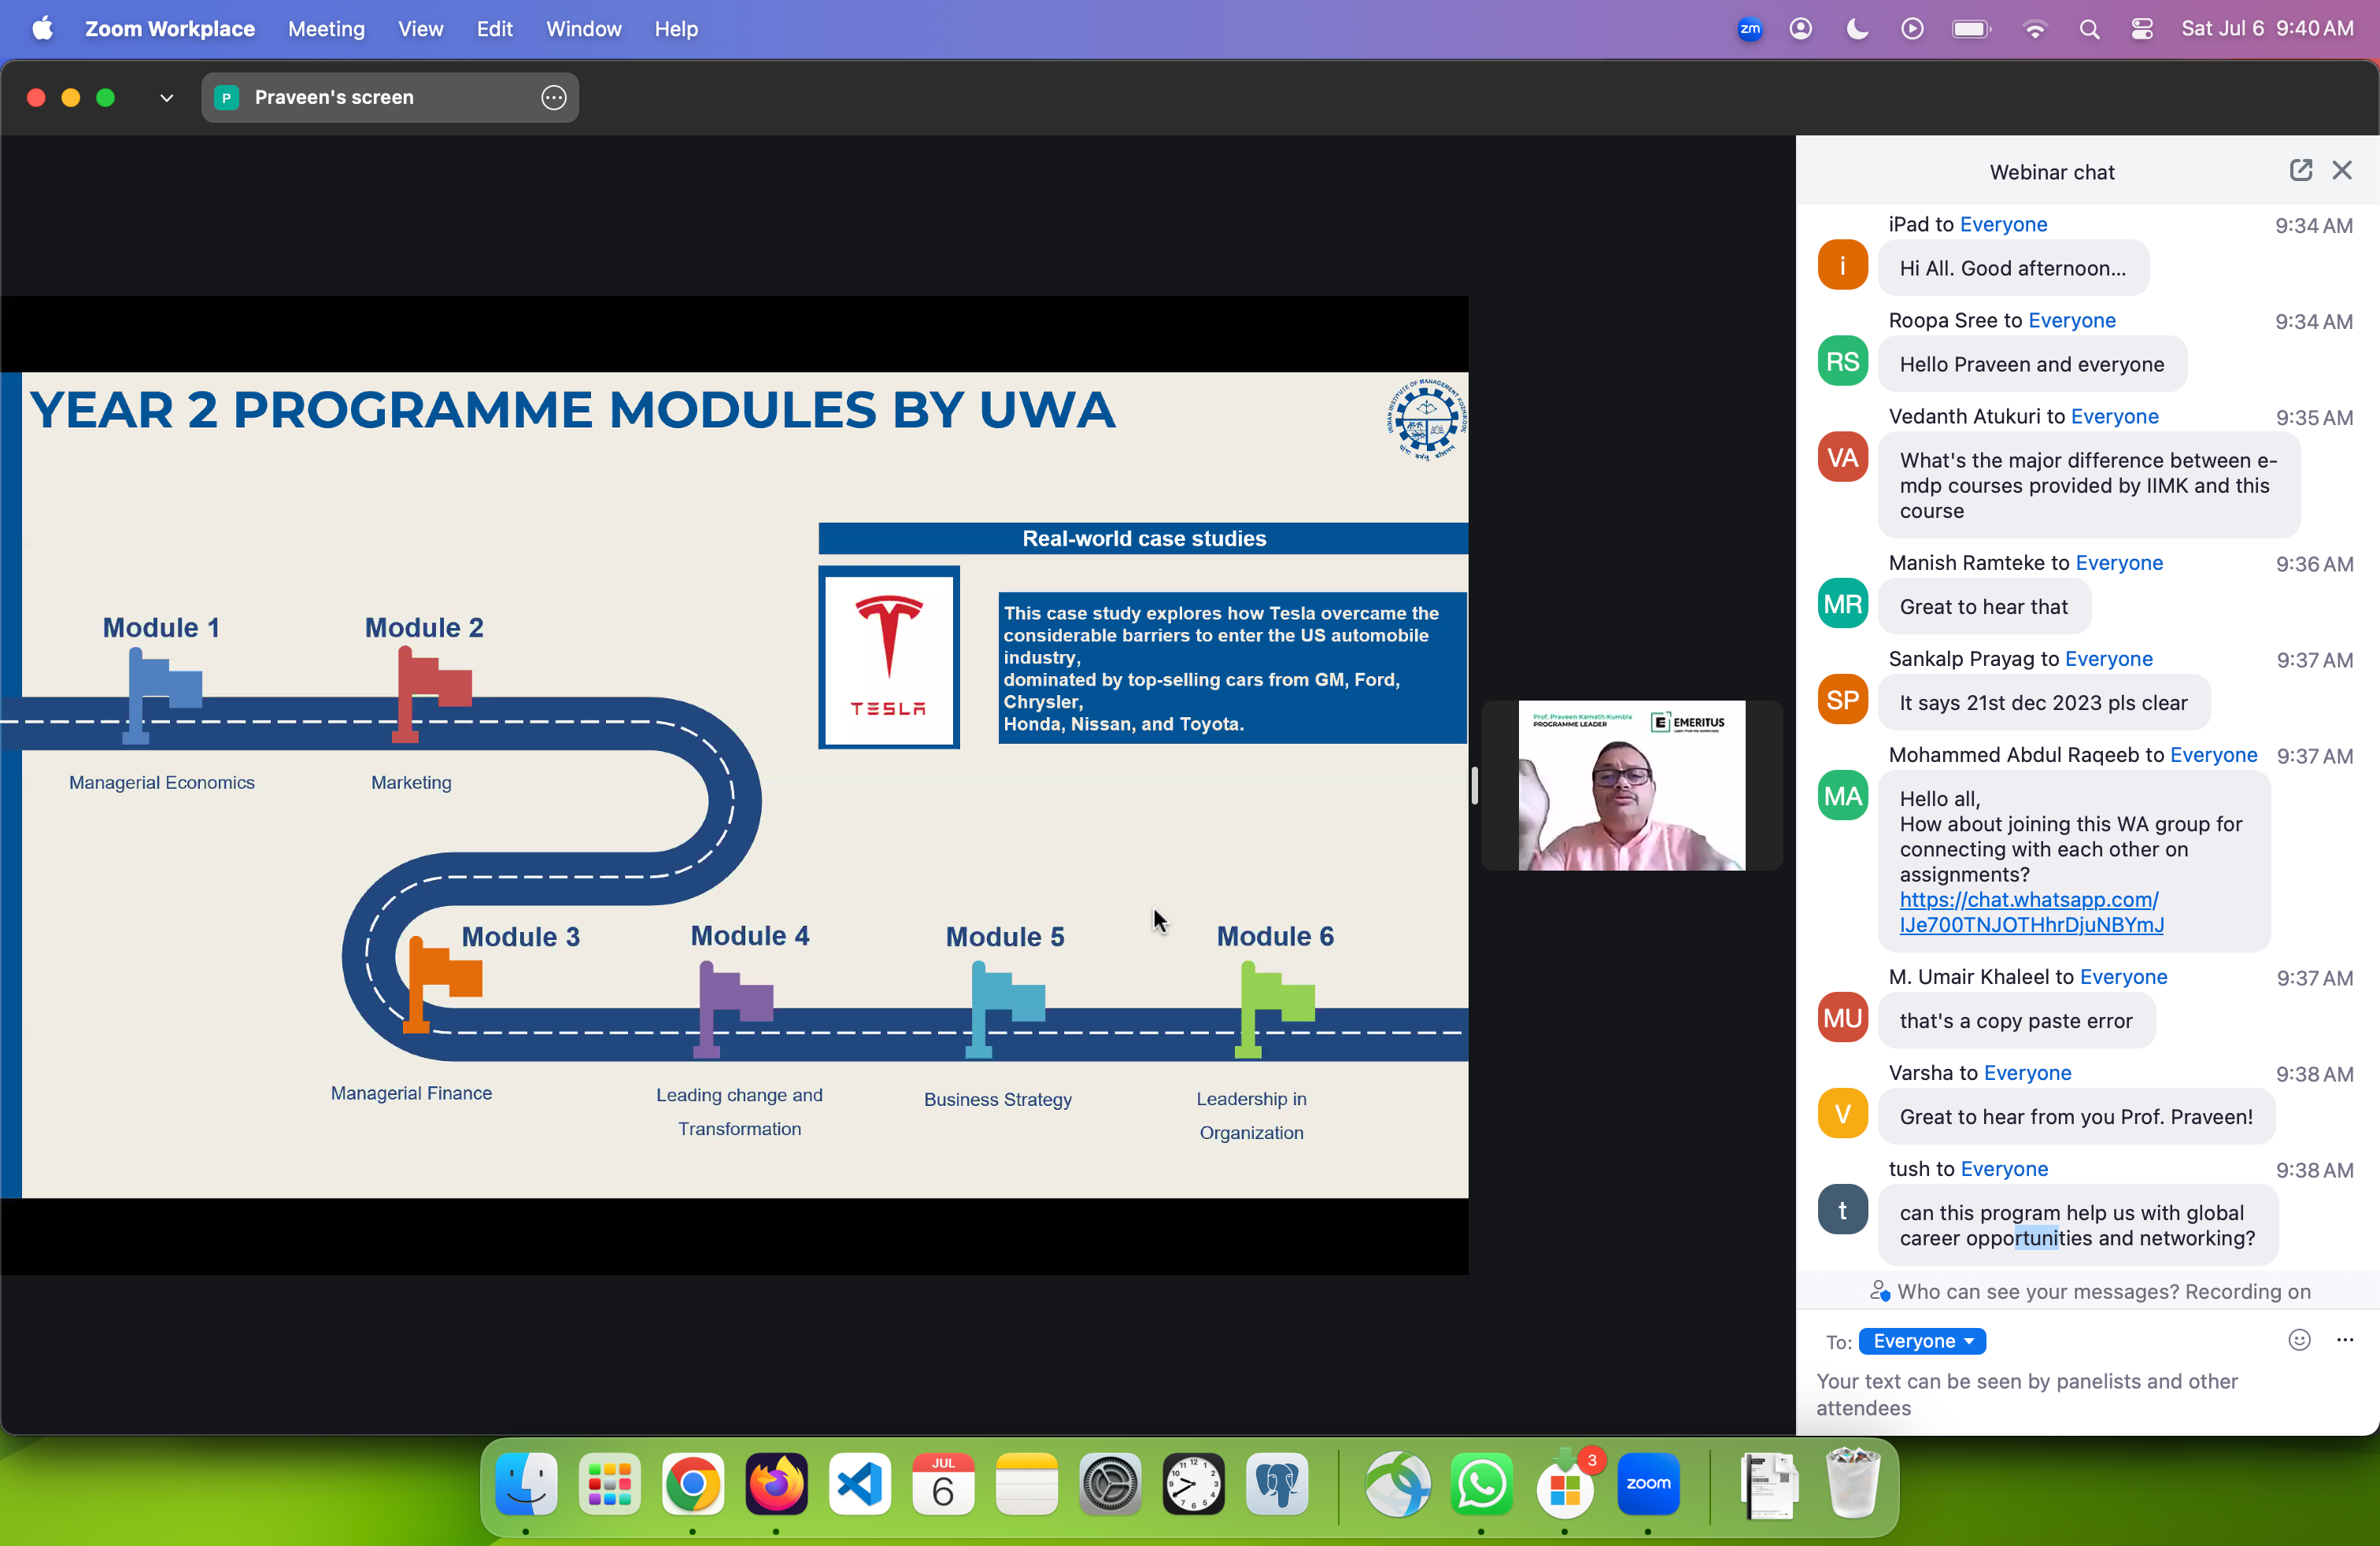 Zoom Workplace Meeting View Edit Window Help
zm
Sat Jul 6 9:40 AM
P Praveen's screen
YEAR 2 PROGRAMME MODULES BY UWA
INDIAN INSTITUTE OF MANAGEMENT KOZHIKODE
Real-world case studies
TESLA
This case study explores how Tesla overcame the
considerable barriers to enter the US automobile
industry,
dominated by top-selling cars from GM, Ford,
Chrysler,
Honda, Nissan, and Toyota.
Module 1
Module 2
Managerial Economics
Marketing
Module 3
Module 4
Module 5
Module 6
Managerial Finance
Leading change and
Transformation
Business Strategy
Leadership in
Organization
Prof. Praveen Kamath Kumbla
PROGRAMME LEADER
E EMERITUS
Webinar chat
iPad to Everyone 9:34 AM
i
Hi All. Good afternoon...
Roopa Sree to Everyone 9:34 AM
RS
Hello Praveen and everyone
Vedanth Atukuri to Everyone 9:35 AM
VA
What's the major difference between e-
mdp courses provided by IIMK and this
course
Manish Ramteke to Everyone 9:36 AM
MR
Great to hear that
Sankalp Prayag to Everyone 9:37 AM
SP
It says 21st dec 2023 pls clear
Mohammed Abdul Raqeeb to Everyone 9:37 AM
MA
Hello all,
How about joining this WA group for
connecting with each other on
assignments?
https://chat.whatsapp.com/
IJe700TNJOTHhrDjuNBYmJ
M. Umair Khaleel to Everyone 9:37 AM
MU
that's a copy paste error
Varsha to Everyone 9:38 AM
V
Great to hear from you Prof. Praveen!
tush to Everyone 9:38 AM
t
can this program help us with global
career opportunities and networking?
Who can see your messages? Recording on
To: Everyone
Your text can be seen by panelists and other
attendees
JUL
6
3
zoom